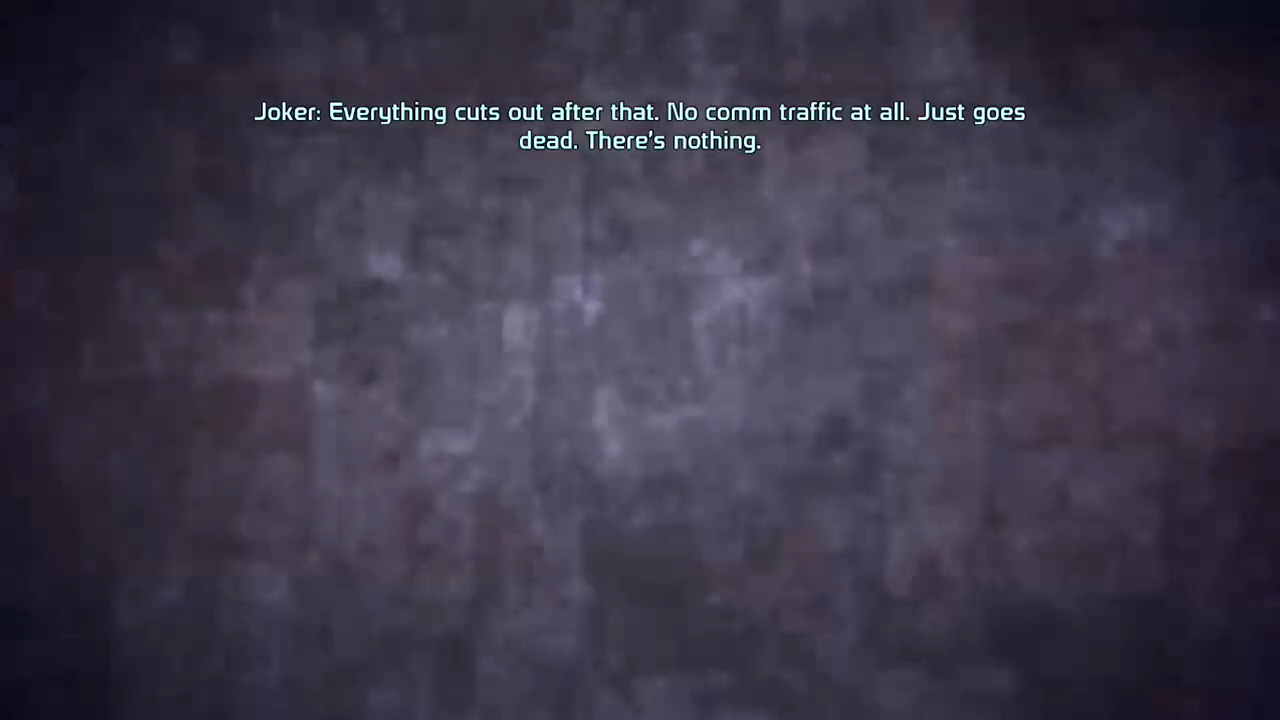 Joker: Everything cuts out after that. No comm traffic at all. Just goes
dead. There's nothing.